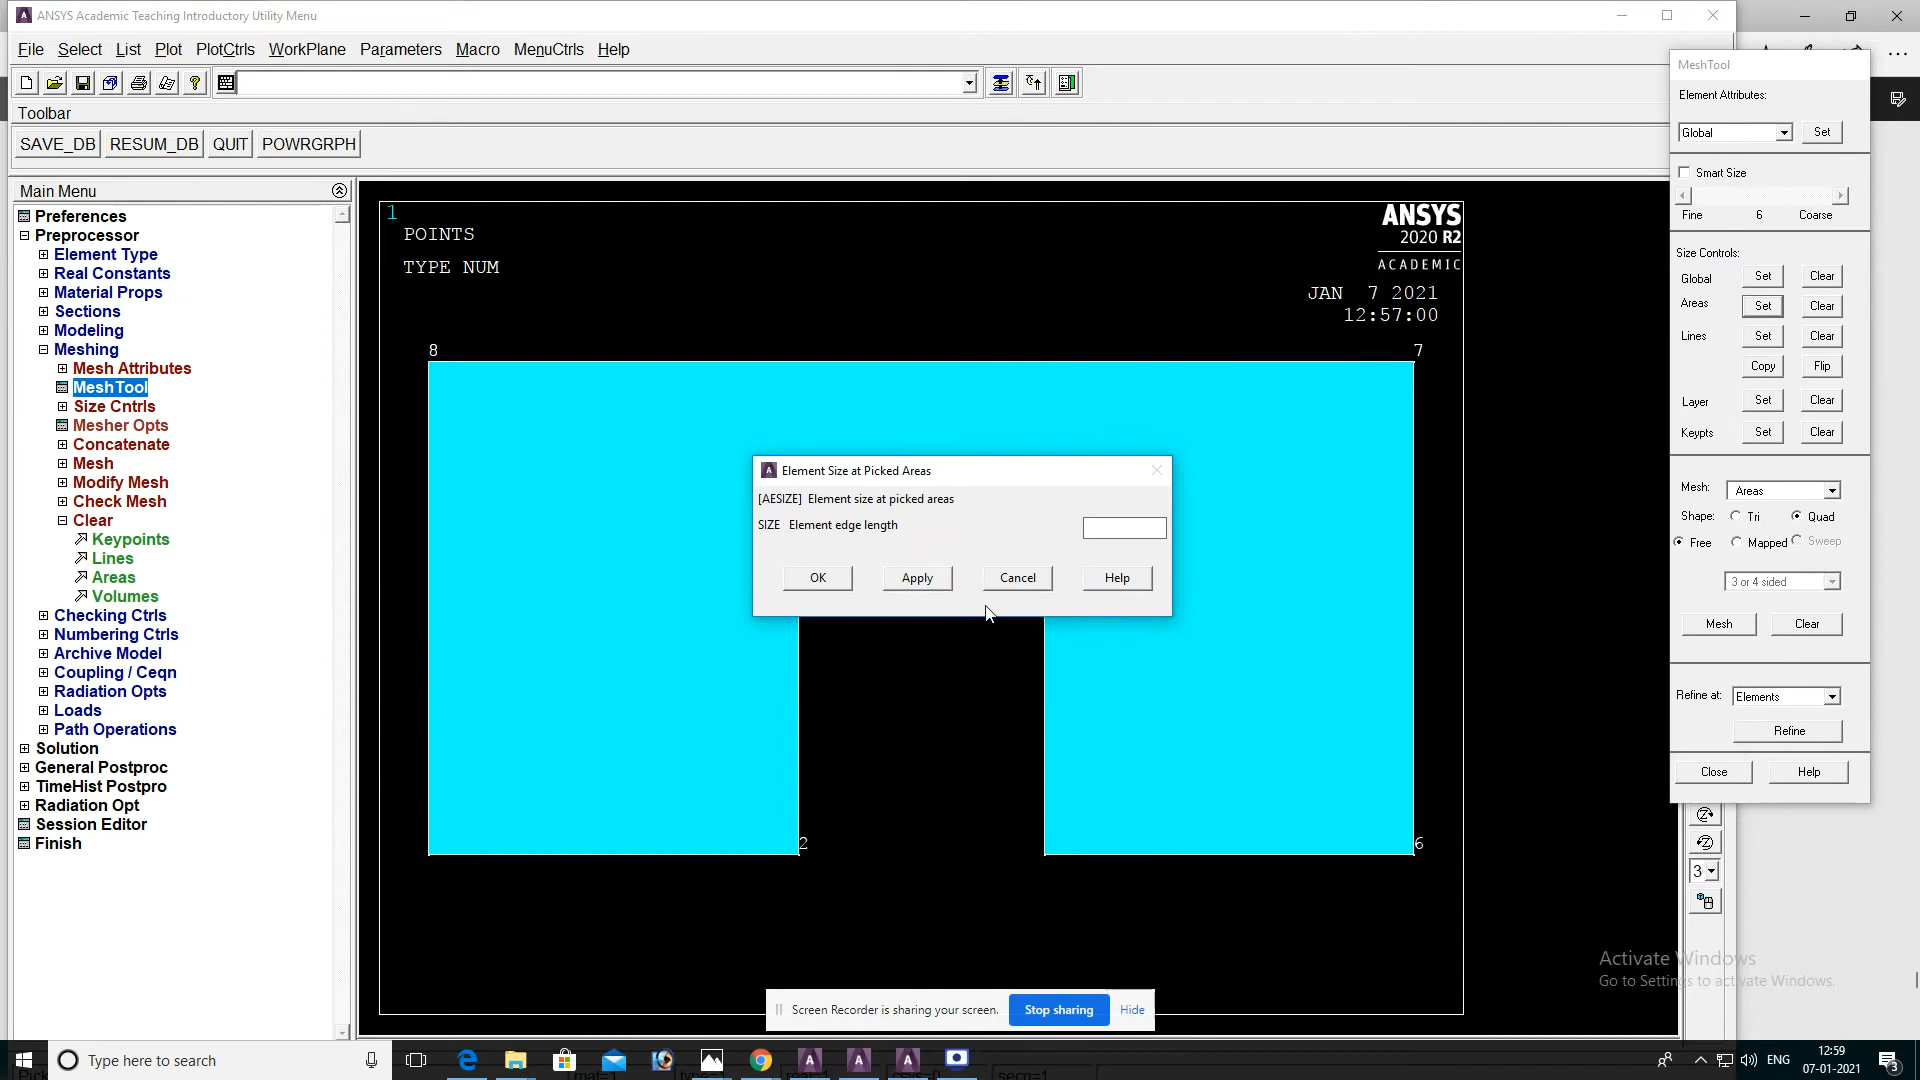 ANSYS Academic Teaching Introductory Utility Menu
File Select List Plot PlotCtrls WorkPlane Parameters Macro MenuCtrls Help
Toolbar
SAVE_DB RESUM_DB QUIT POWRGRPH
Main Menu
Preferences
Preprocessor
Element Type
Real Constants
Material Props
Sections
Modeling
Meshing
Mesh Attributes
MeshTool
Size Cntrls
Mesher Opts
Concatenate
Mesh
Modify Mesh
Check Mesh
Clear
Keypoints
Lines
Areas
Volumes
Checking Ctrls
Numbering Ctrls
Archive Model
Coupling / Ceqn
Radiation Opts
Loads
Path Operations
Solution
General Postproc
TimeHist Postpro
Radiation Opt
Session Editor
Finish
1
POINTS
TYPE NUM
ANSYS
2020 R2
ACADEMIC
JAN 7 2021
12:57:00
8
7
2
6
Element Size at Picked Areas
[AESIZE] Element size at picked areas
SIZE Element edge length
OK Apply Cancel Help
MeshTool
Element Attributes:
Global Set
Smart Size
Fine 6 Coarse
Size Controls:
Global Set Clear
Areas Set Clear
Lines Set Clear
Copy Flip
Layer Set Clear
Keypts Set Clear
Mesh: Areas
Shape: Tri Quad
Free Mapped Sweep
3 or 4 sided
Mesh Clear
Refine at: Elements
Refine
Close Help
3
Activate Windows
Go to Settings to activate Windows.
Screen Recorder is sharing your screen. Stop sharing Hide
Type here to search
ENG
12:59
07-01-2021
3